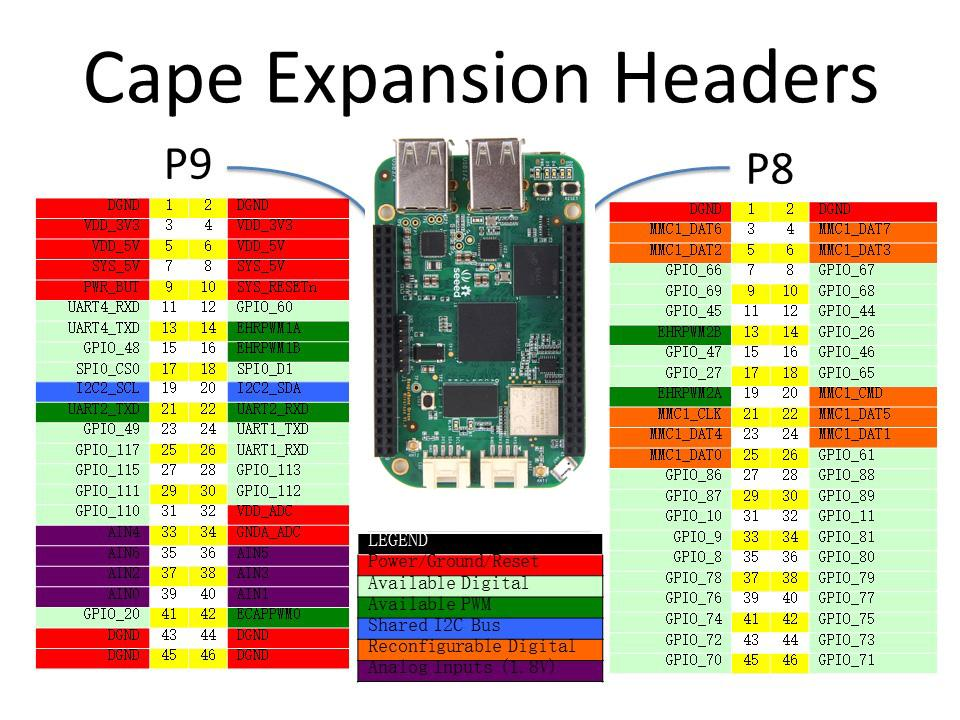 Cape Expansion Headers
P9
DGND 1 2 DGND
VDD_3V3 3 4 VDD_3V3
VDD_5V 5 6 VDD_5V
SYS_5V 7 8 SYS_5V
PWR_BUT 9 10 SYS_RESETn
UART4_RXD 11 12 GPIO_60
UART4_TXD 13 14 EHRPWM1A
GPIO_48 15 16 EHRPWM1B
SPIO_CS0 17 18 SPIO_D1
I2C2_SCL 19 20 I2C2_SDA
UART2_TXD 21 22 UART2_RXD
GPIO_49 23 24 UART1_TXD
GPIO_117 25 26 UART1_RXD
GPIO_115 27 28 GPIO_113
GPIO_111 29 30 GPIO_112
GPIO_110 31 32 VDD_ADC
AIN4 33 34 GNDA_ADC
AIN6 35 36 AIN5
AIN2 37 38 AIN3
AIN0 39 40 AIN1
GPIO_20 41 42 ECAPPWM0
DGND 43 44 DGND
DGND 45 46 DGND
seeed
LEGEND
Power/Ground/Reset
Available Digital
Available PWM
Shared I2C Bus
Reconfigurable Digital
Analog Inputs (1.8V)
P8
DGND 1 2 DGND
MMC1_DAT6 3 4 MMC1_DAT7
MMC1_DAT2 5 6 MMC1_DAT3
GPIO_66 7 8 GPIO_67
GPIO_69 9 10 GPIO_68
GPIO_45 11 12 GPIO_44
EHRPWM2B 13 14 GPIO_26
GPIO_47 15 16 GPIO_46
GPIO_27 17 18 GPIO_65
EHRPWM2A 19 20 MMC1_CMD
MMC1_CLK 21 22 MMC1_DAT5
MMC1_DAT4 23 24 MMC1_DAT1
MMC1_DAT0 25 26 GPIO_61
GPIO_86 27 28 GPIO_88
GPIO_87 29 30 GPIO_89
GPIO_10 31 32 GPIO_11
GPIO_9 33 34 GPIO_81
GPIO_8 35 36 GPIO_80
GPIO_78 37 38 GPIO_79
GPIO_76 39 40 GPIO_77
GPIO_74 41 42 GPIO_75
GPIO_72 43 44 GPIO_73
GPIO_70 45 46 GPIO_71